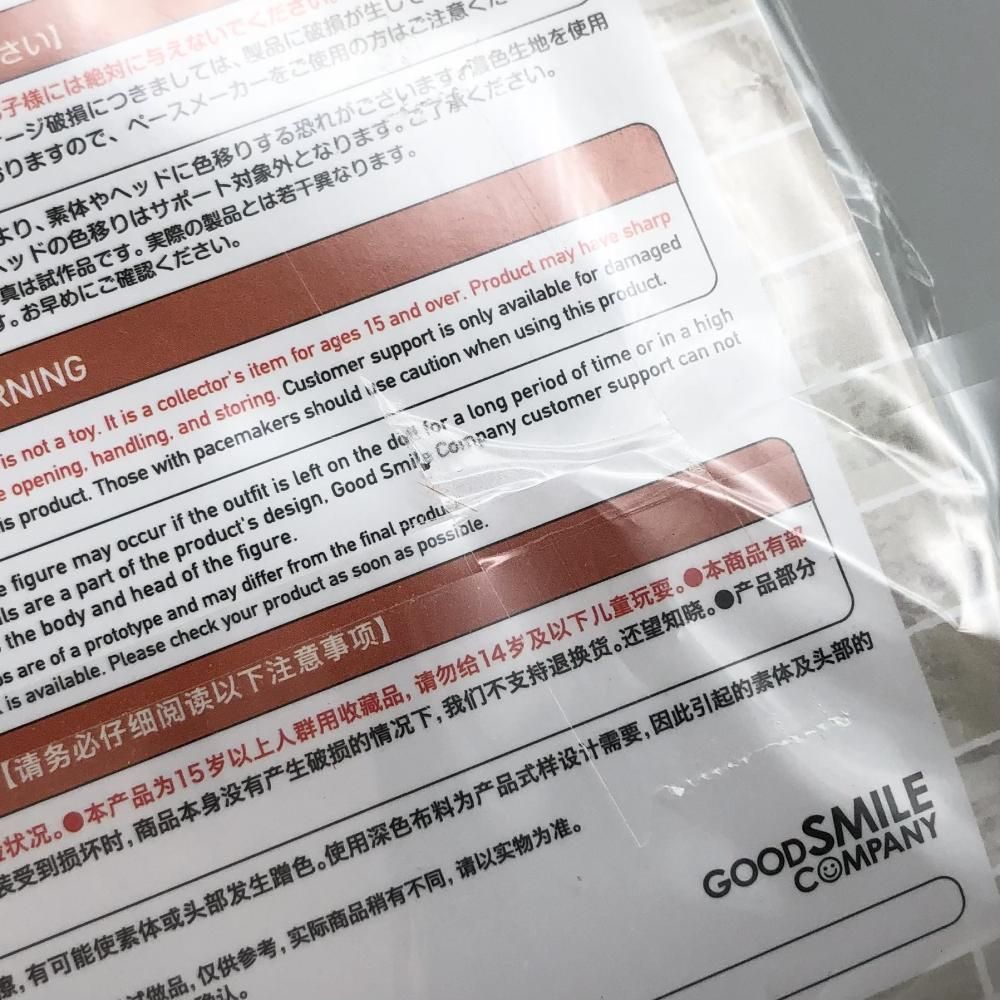 さい】
子様には絶対に与えないでください。
ージ破損につきましては、製品に破損が生し
おりますので、ペースメーカーをご使用の方はご注意くだ
より、素体やヘッドに色移りする恐れがございます。濃色生地を使用
ヘッドの色移りはサポート対象外となります。ご了承ください。
真は試作品です。実際の製品とは若干異なります。
す。お早めにご確認ください。
RNING
is not a toy. It is a collector's item for ages 15 and over. Product may have sharp
e opening, handling, and storing. Customer support is only available for damaged
is product. Those with pacemakers should use caution when using this product.
e figure may occur if the outfit is left on the doll for a long period of time or in a high
ils are a part of the product's design. Good Smile Company customer support can not
the body and head of the figure.
os are of a prototype and may differ from the final product.
is available. Please check your product as soon as possible.
【请务必仔细阅读以下注意事项】
状况。●本产品为15岁以上人群用收藏品,请勿给14岁及以下儿童玩耍。●本商品有部
装受到损坏时,商品本身没有产生破损的情况下,我们不支持退换货。还望知晓。●产品部分
擦,有可能使素体或头部发生蹭色。使用深色布料为产品式样设计需要,因此引起的素体及头部的
试做品,仅供参考,实际商品稍有不同,请以实物为准。
确认。
GOOD SMILE
COMPANY